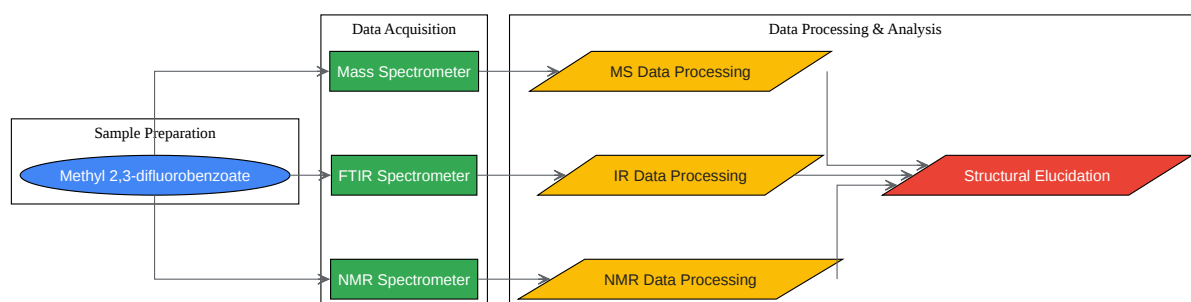 Data Acquisition
Data Processing & Analysis
Mass Spectrometer
MS Data Processing
Sample Preparation
Methyl 2,3-difluorobenzoate
FTIR Spectrometer
IR Data Processing
Structural Elucidation
NMR Spectrometer
NMR Data Processing